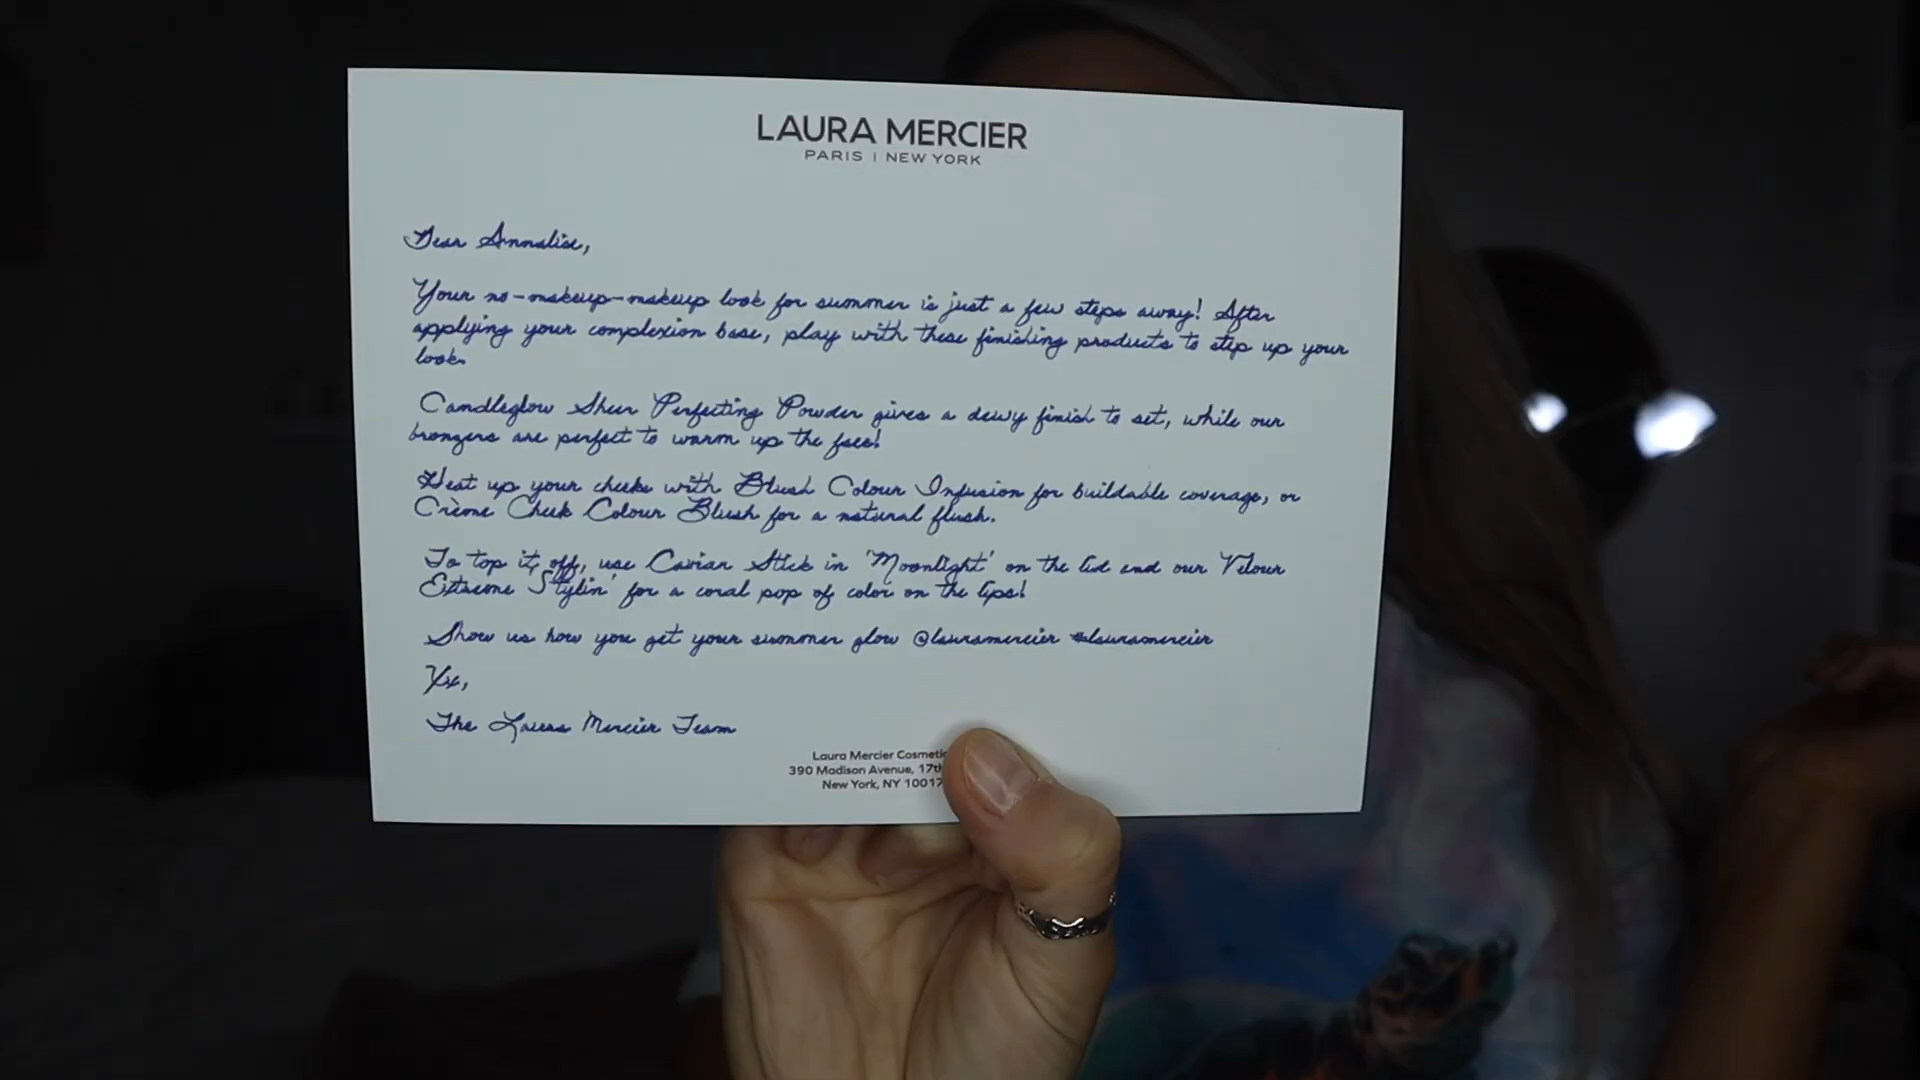 LAURA MERCIER
PARIS | NEW YORK
Dear Annalise,
Your no-makeup-makeup look for summer is just a few steps away! After
applying your complexion base, play with these finishing products to step up your
look.
Candleglow Sheer Perfecting Powder gives a dewy finish to set, while our
bronzers are perfect to warm up the face!
Heat up your cheeks with Blush Colour Infusion for buildable coverage, or
Crème Cheek Colour Blush for a natural flush.
To top it off, use Caviar Stick in 'Moonlight' on the lid and our Velour
Extreme Stylin' for a coral pop of color on the lips!
Show us how you get your summer glow @lauramercier #lauramercier
Xx,
The Laura Mercier Team
Laura Mercier Cosmetic
390 Madison Avenue, 17th
New York, NY 10017